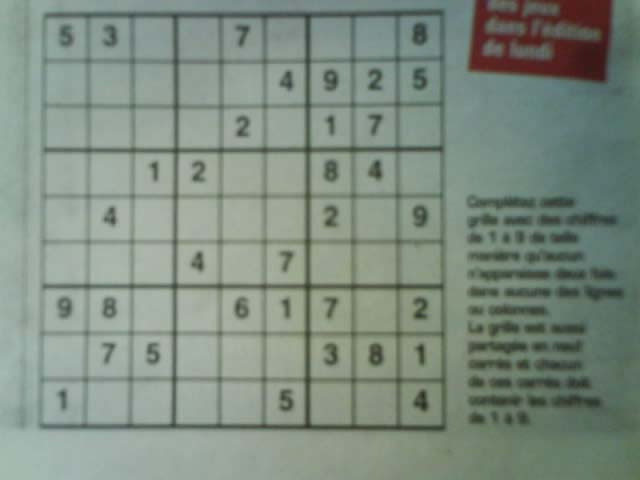 des jeux
dans l'édition
de lundi
5 3 7 8
4 9 2 5
2 1 7
1 2 8 4
4 2 9
4 7
9 8 6 1 7 2
7 5 3 8 1
1 5 4
Complétez cette
grille avec des chiffres
de 1 à 9 de telle
manière qu'aucun
n'apparaisse deux fois
dans aucune des lignes
ou colonnes.
La grille est aussi
partagée en neuf
carrés et chacun
de ces carrés doit
contenir les chiffres
de 1 à 9.